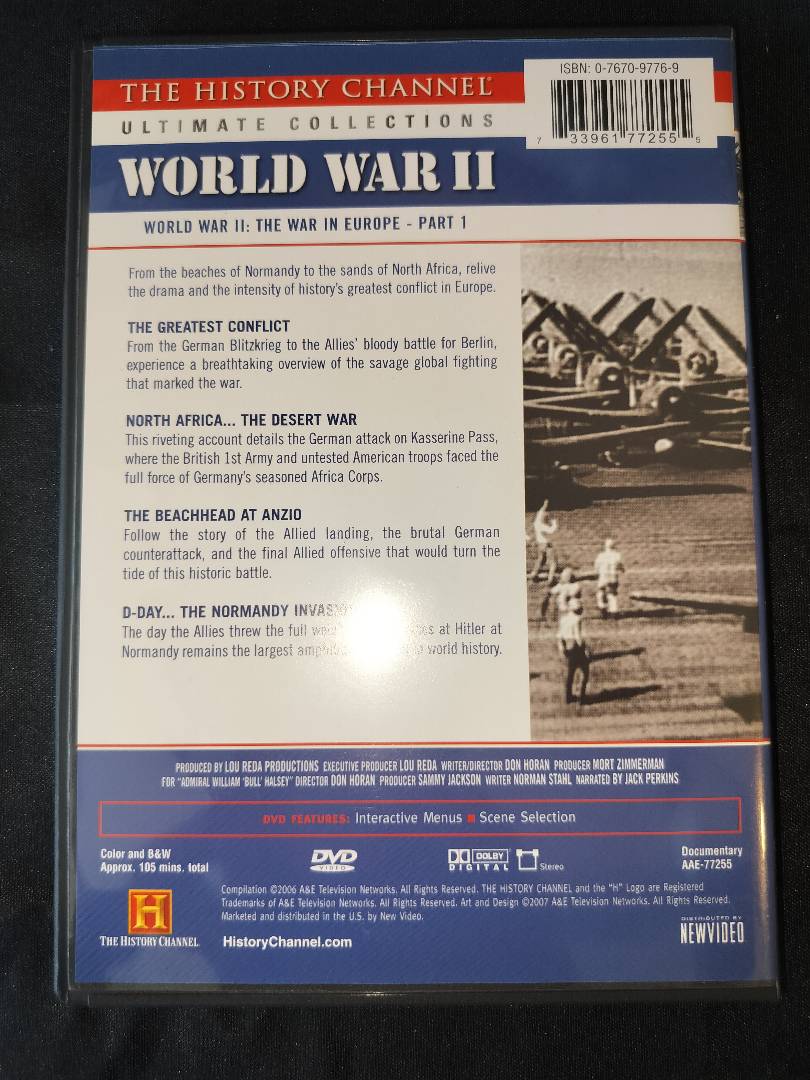 THE HISTORY CHANNEL®
ULTIMATE COLLECTIONS
WORLD WAR II
ISBN: 0-7670-9776-9
7 33961 77255 5
WORLD WAR II: THE WAR IN EUROPE - PART 1
From the beaches of Normandy to the sands of North Africa, relive
the drama and the intensity of history's greatest conflict in Europe.
THE GREATEST CONFLICT
From the German Blitzkrieg to the Allies' bloody battle for Berlin,
experience a breathtaking overview of the savage global fighting
that marked the war.
NORTH AFRICA... THE DESERT WAR
This riveting account details the German attack on Kasserine Pass,
where the British 1st Army and untested American troops faced the
full force of Germany's seasoned Africa Corps.
THE BEACHHEAD AT ANZIO
Follow the story of the Allied landing, the brutal German
counterattack, and the final Allied offensive that would turn the
tide of this historic battle.
D-DAY... THE NORMANDY
The day the Allies threw the full at Hitler at
Normandy remains the largest world history.
PRODUCED BY LOU REDA PRODUCTIONS EXECUTIVE PRODUCER LOU REDA WRITER/DIRECTOR DON HORAN PRODUCER MORT ZIMMERMAN
FOR "ADMIRAL WILLIAM 'BULL' HALSEY" DIRECTOR DON HORAN PRODUCER SAMMY JACKSON WRITER NORMAN STAHL NARRATED BY JACK PERKINS
DVD FEATURES: Interactive Menus ■ Scene Selection
Color and B&W
Approx. 105 mins. total
DVD
VIDEO
DOLBY
DIGITAL
Stereo
Documentary
AAE-77255
H
THE HISTORY CHANNEL
Compilation ©2006 A&E Television Networks. All Rights Reserved. THE HISTORY CHANNEL and the "H" Logo are Registered
Trademarks of A&E Television Networks. All Rights Reserved. Art and Design ©2007 A&E Television Networks. All Rights Reserved.
Marketed and distributed in the U.S. by New Video.
HistoryChannel.com
DISTRIBUTED BY
NEWVIDEO